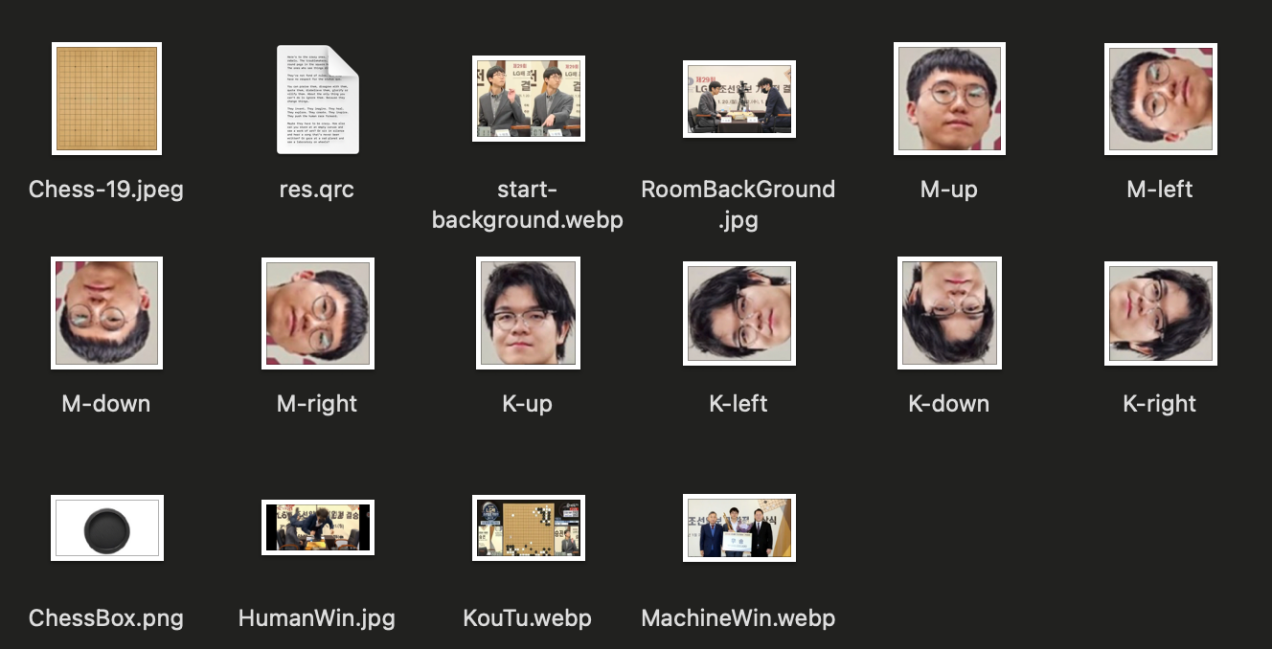 Chess-19.jpeg
res.qrc
start-
background.webp
RoomBackGround
.jpg
M-up
M-left
M-down
M-right
K-up
K-left
K-down
K-right
ChessBox.png
HumanWin.jpg
KouTu.webp
MachineWin.webp